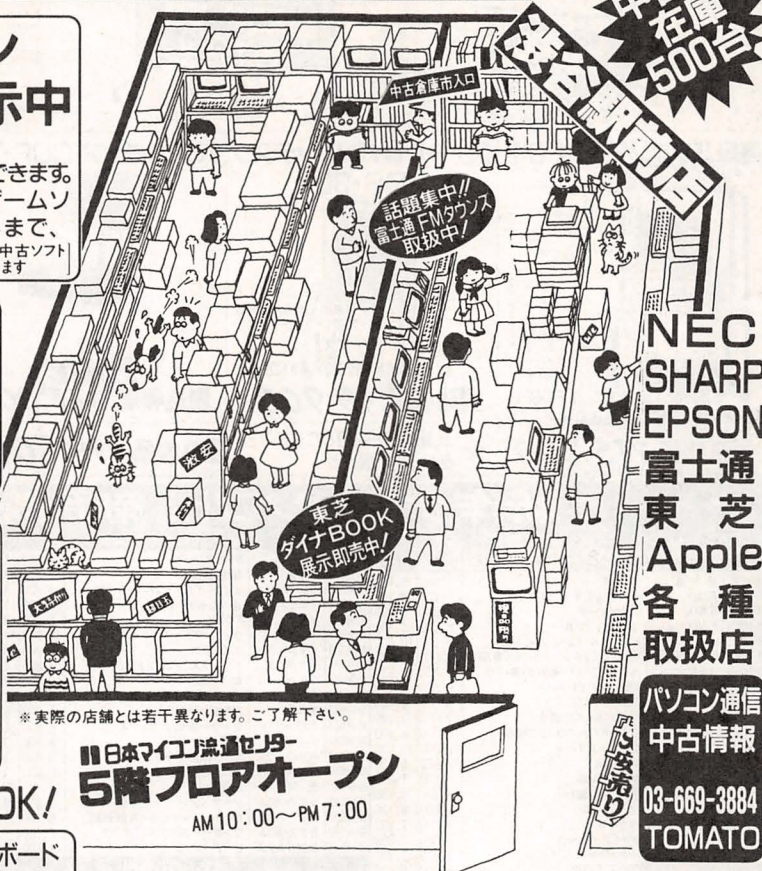 ン
示中
できます。
ゲームソ
まで、
中古ソフト
ます
中古倉庫市入口
渋谷駅前店
在庫
500台
話題集中!!
富士通FMタウンズ
取扱中!
激安
東芝
ダイナBOOK
展示即売中!
NEC
SHARP
EPSON
富士通
東 芝
Apple
各 種
取扱店
※実際の店舗とは若干異なります。ご了解下さい。
日本マイコン流通センター
5階フロアオープン
AM10:00〜PM7:00
パソコン通信
中古情報
03-669-3884
TOMATO
OK!
ボード